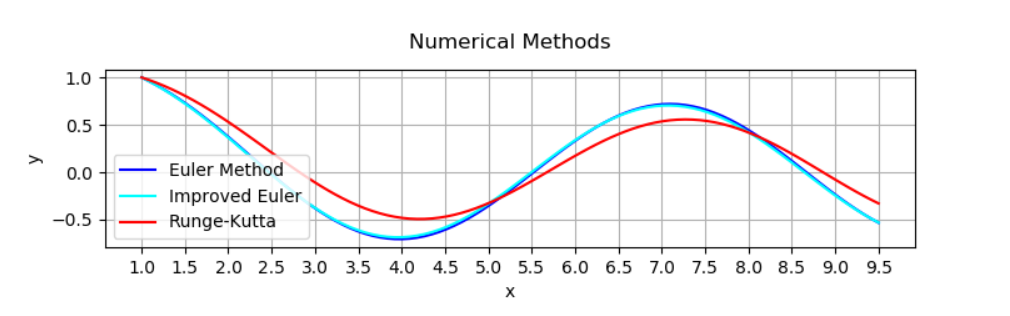 Numerical Methods
1.0
0.5
0.0
−0.5
y
Euler Method
Improved Euler
Runge-Kutta
1.0 1.5 2.0 2.5 3.0 3.5 4.0 4.5 5.0 5.5 6.0 6.5 7.0 7.5 8.0 8.5 9.0 9.5
x